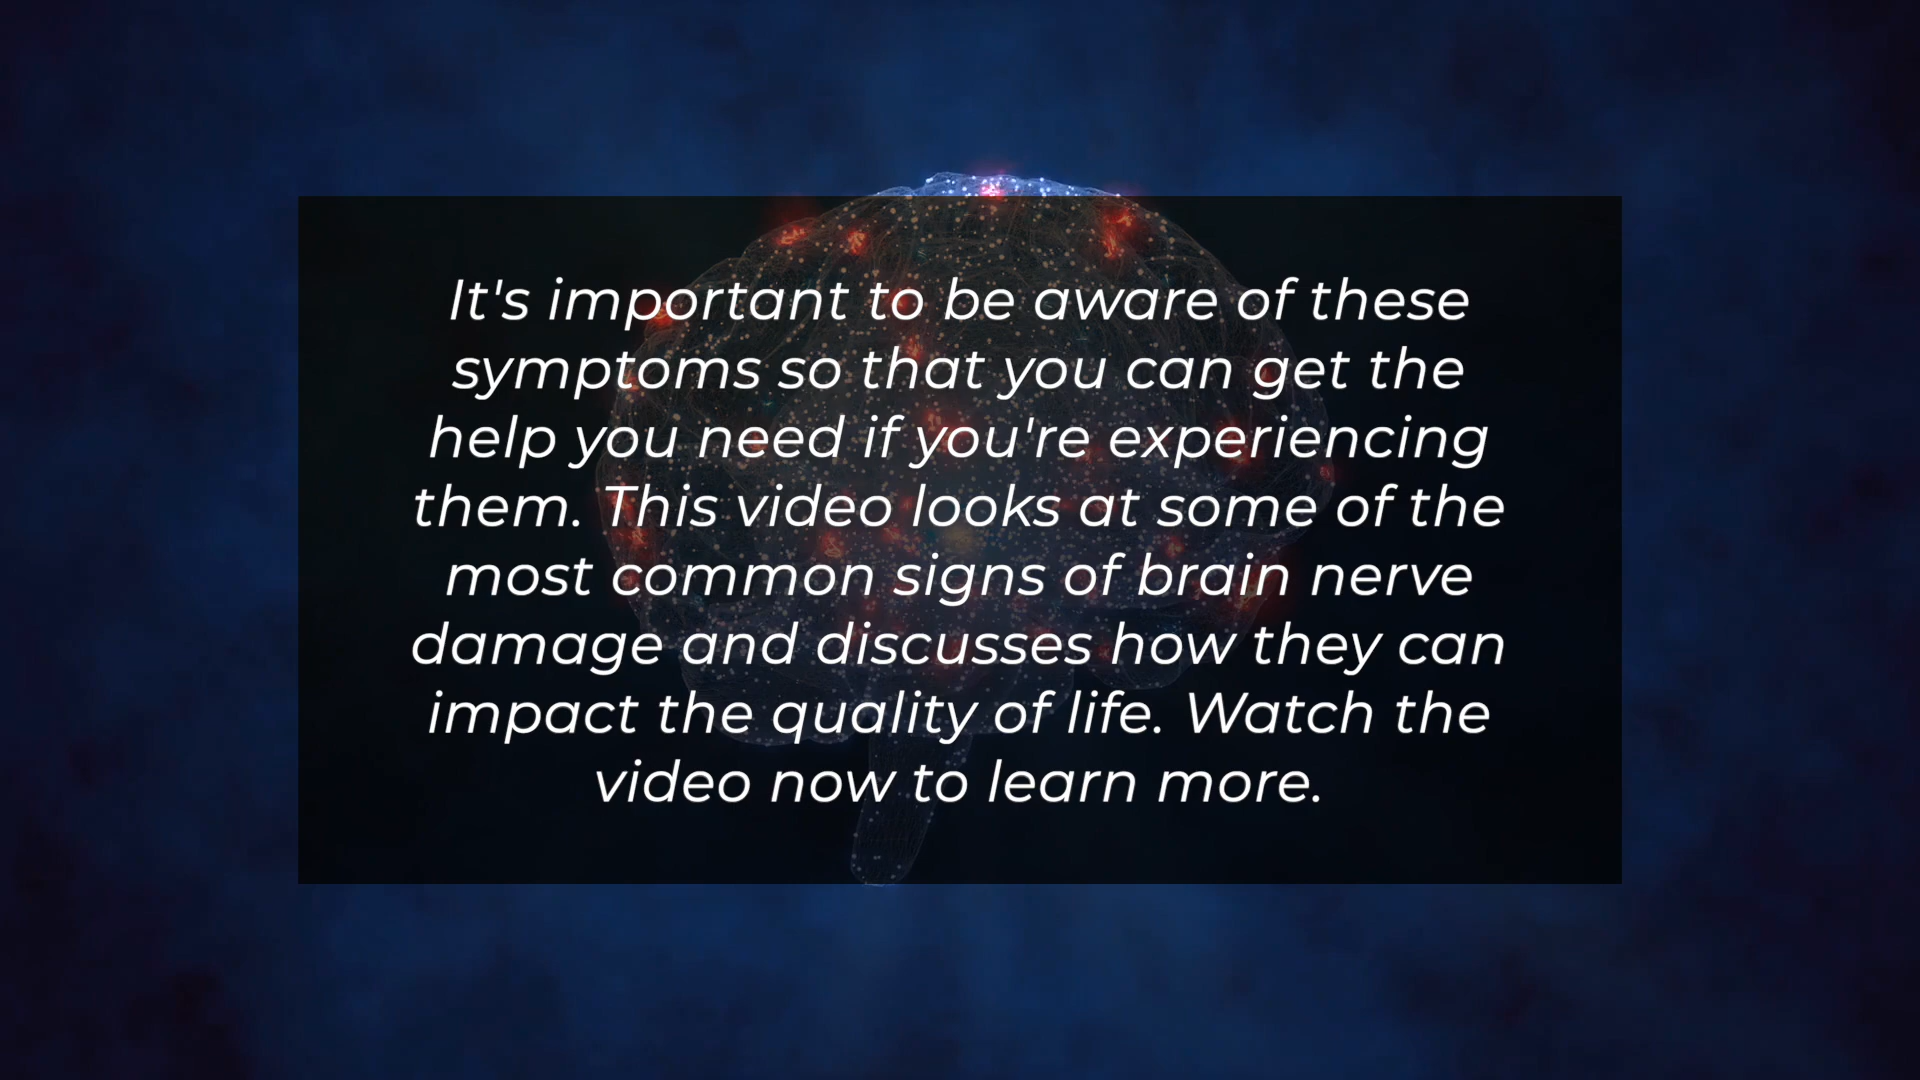 It's important to be aware of these
symptoms so that you can get the
help you need if you're experiencing
them. This video looks at some of the
most common signs of brain nerve
damage and discusses how they can
impact the quality of life. Watch the
video now to learn more.